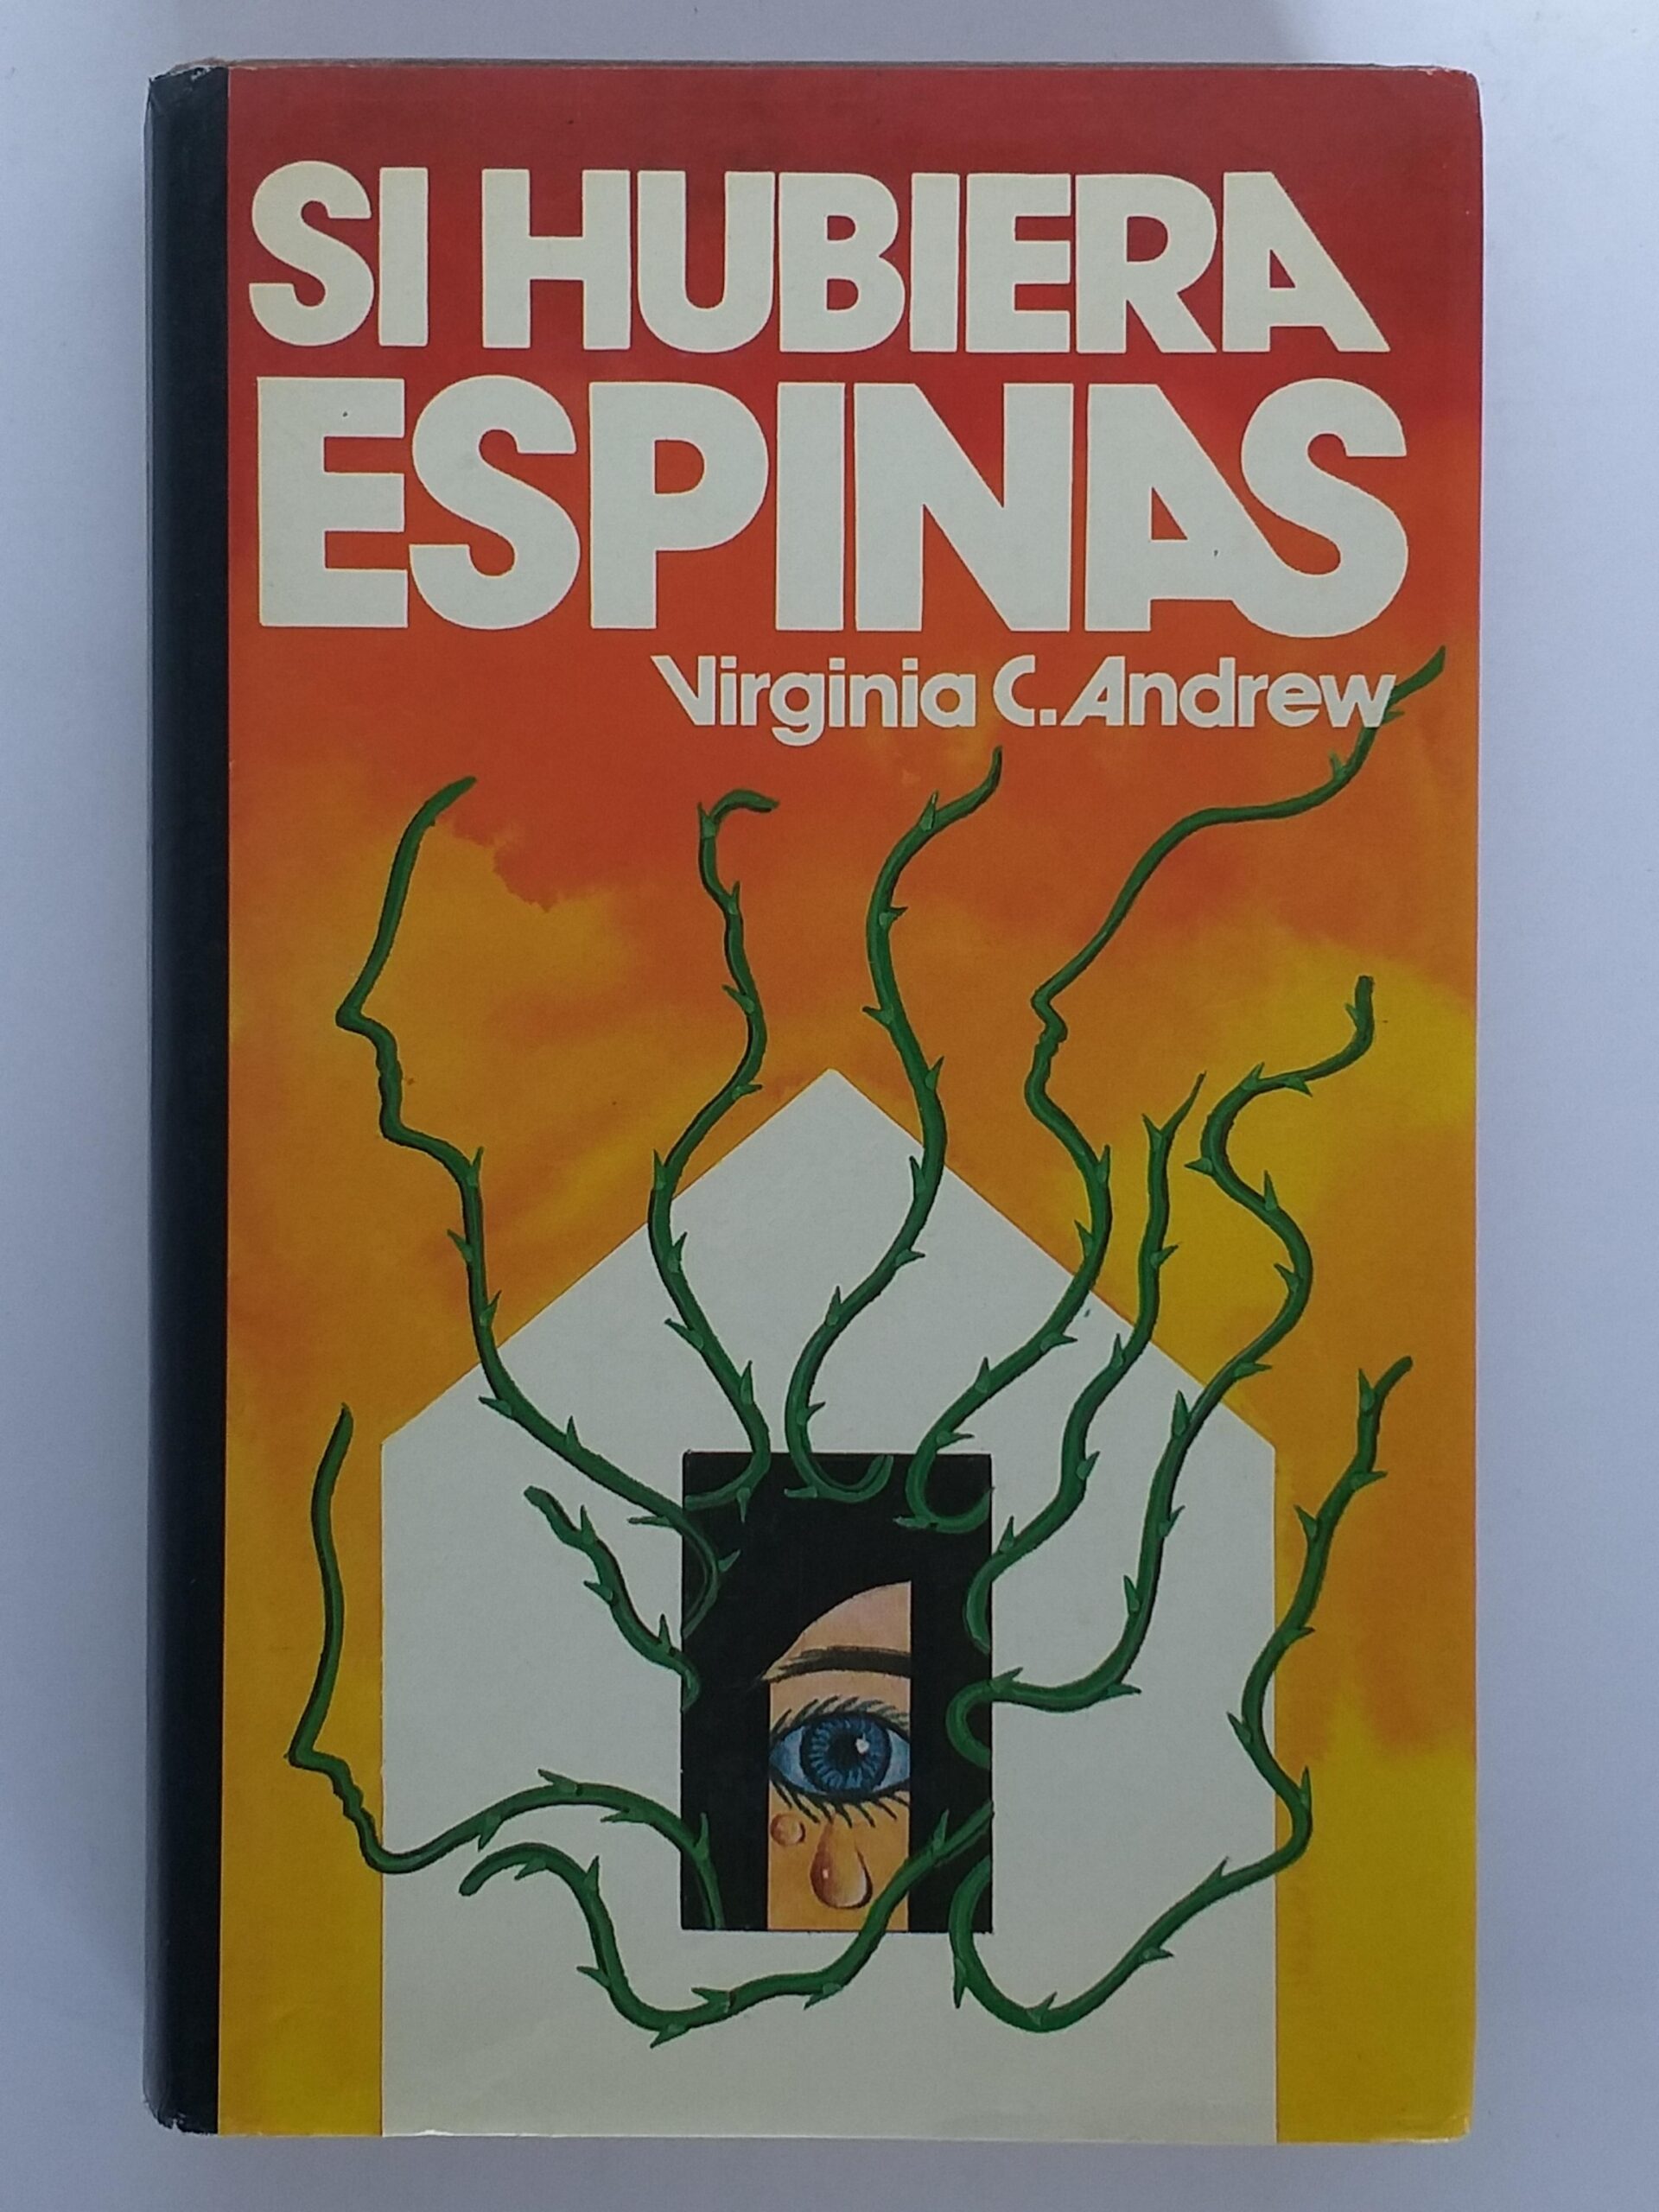 SI HUBIERA
ESPINAS
Virginia C. Andrew